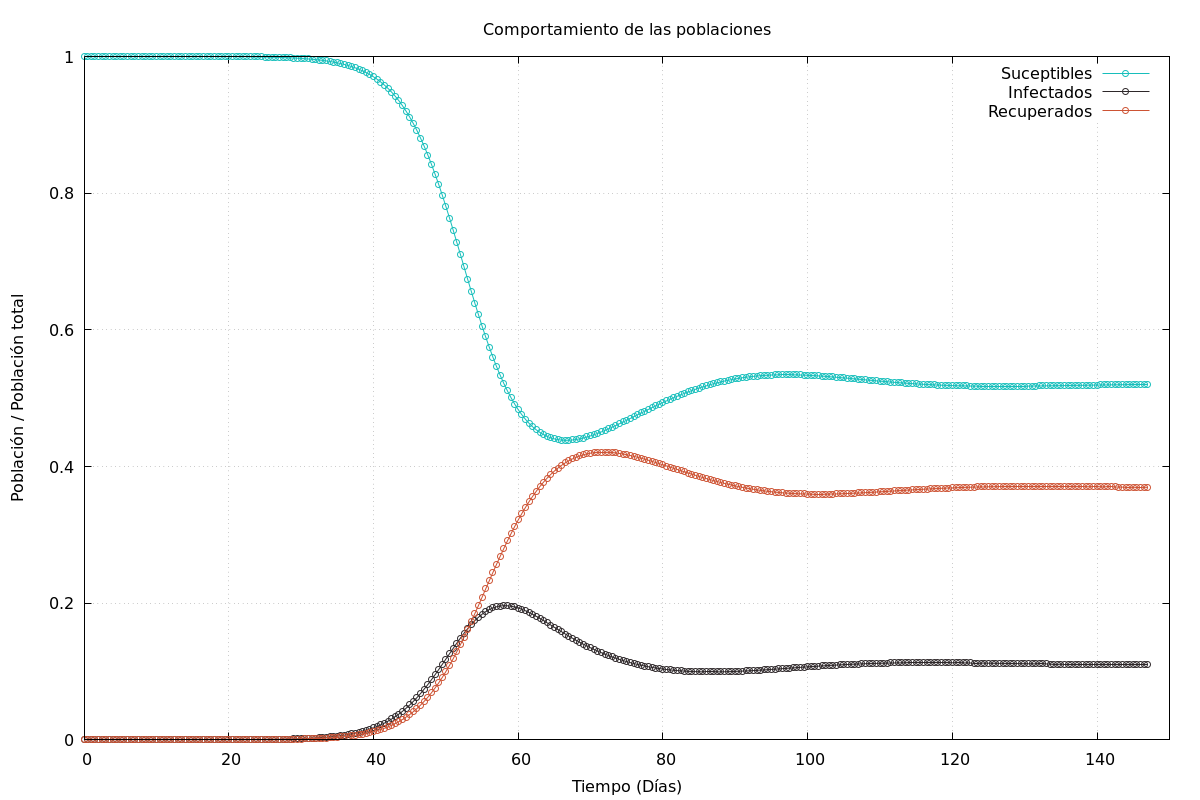 Comportamiento de las poblaciones
Suceptibles
Infectados
Recuperados
1
0.8
0.6
0.4
0.2
0
Población / Población total
0 20 40 60 80 100 120 140
Tiempo (Días)